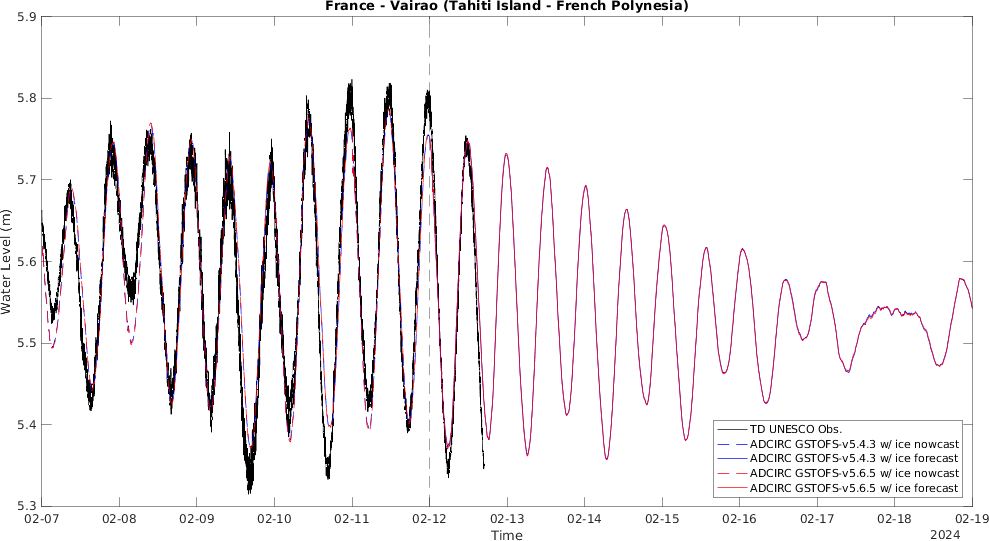 France - Vairao (Tahiti Island - French Polynesia)
5.9
5.8
5.7
5.6
5.5
5.4
5.3
Water Level (m)
02-07 02-08 02-09 02-10 02-11 02-12 02-13 02-14 02-15 02-16 02-17 02-18 02-19
2024
Time
TD UNESCO Obs.
ADCIRC GSTOFS-v5.4.3 w/ ice nowcast
ADCIRC GSTOFS-v5.4.3 w/ ice forecast
ADCIRC GSTOFS-v5.6.5 w/ ice nowcast
ADCIRC GSTOFS-v5.6.5 w/ ice forecast